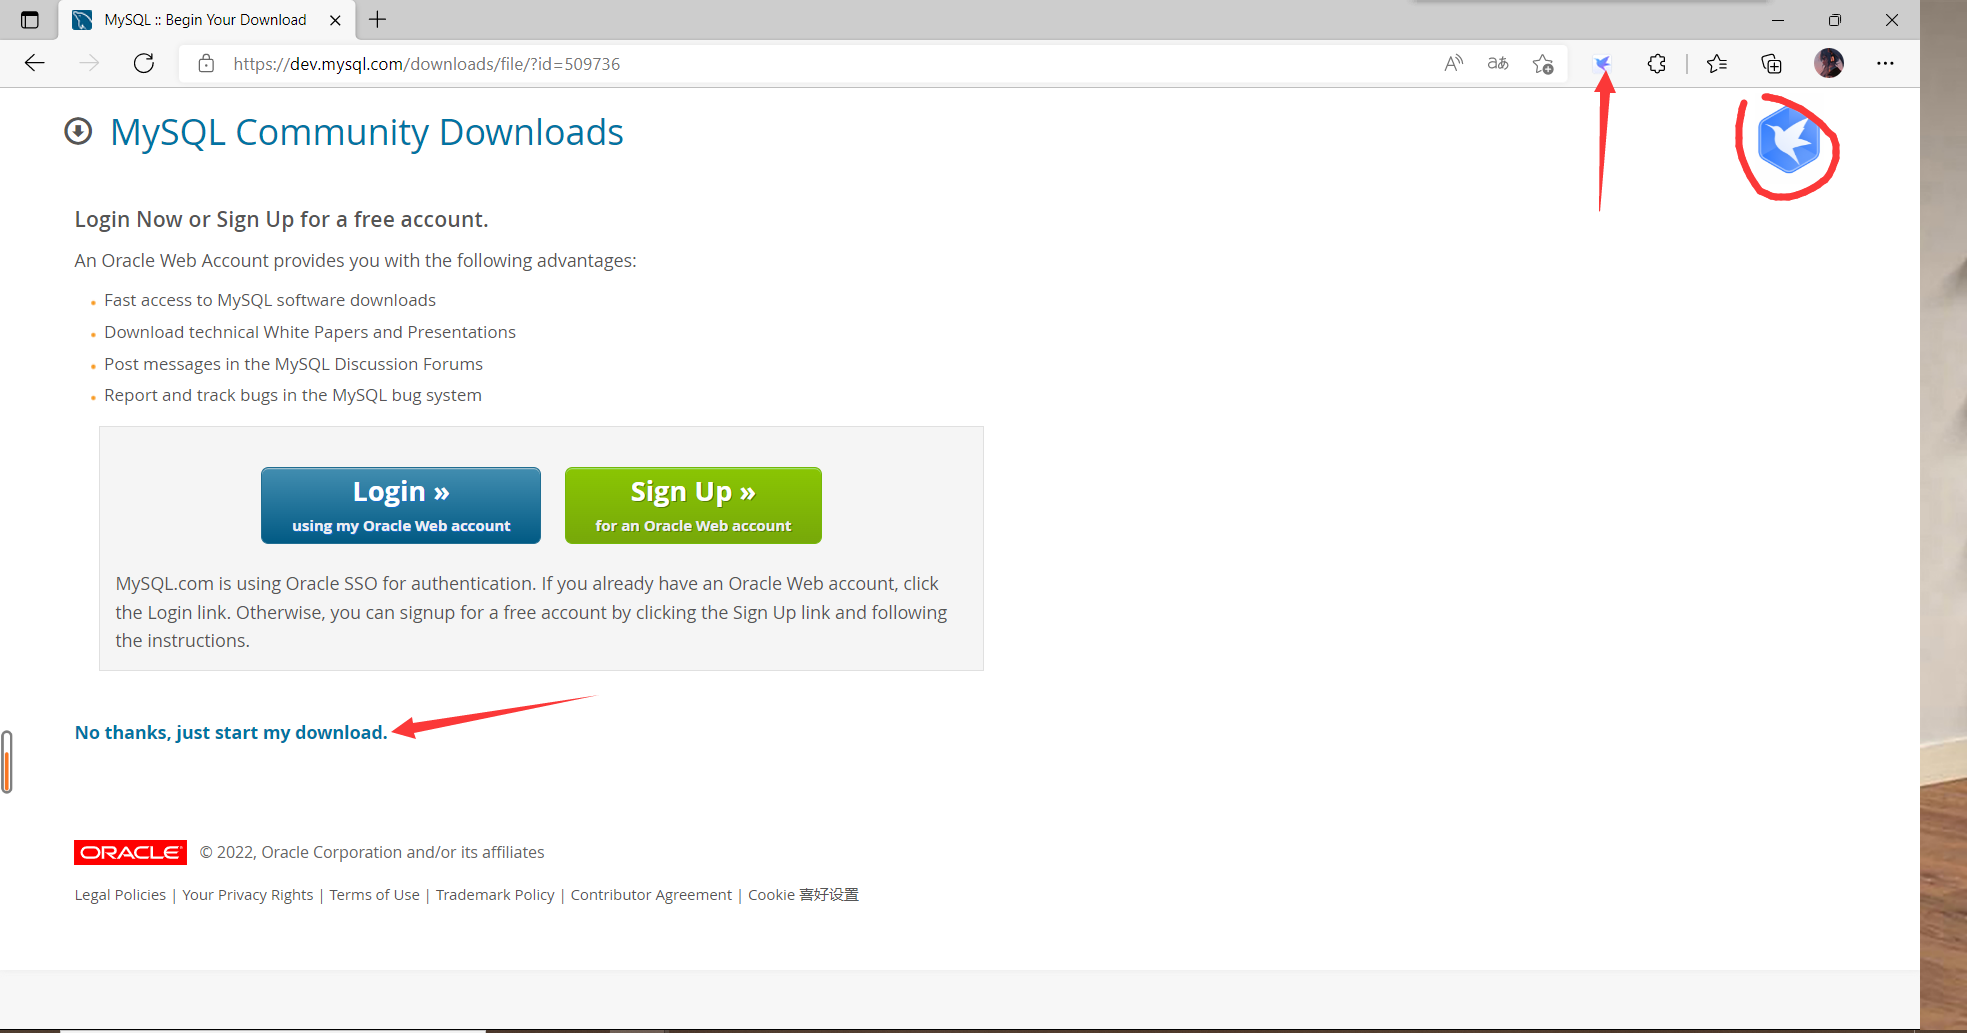 MySQL :: Begin Your Download
https://dev.mysql.com/downloads/file/?id=509736
MySQL Community Downloads
Login Now or Sign Up for a free account.
An Oracle Web Account provides you with the following advantages:
Fast access to MySQL software downloads
Download technical White Papers and Presentations
Post messages in the MySQL Discussion Forums
Report and track bugs in the MySQL bug system
Login »
using my Oracle Web account
Sign Up »
for an Oracle Web account
MySQL.com is using Oracle SSO for authentication. If you already have an Oracle Web account, click
the Login link. Otherwise, you can signup for a free account by clicking the Sign Up link and following
the instructions.
No thanks, just start my download.
ORACLE © 2022, Oracle Corporation and/or its affiliates
Legal Policies | Your Privacy Rights | Terms of Use | Trademark Policy | Contributor Agreement | Cookie 喜好设置